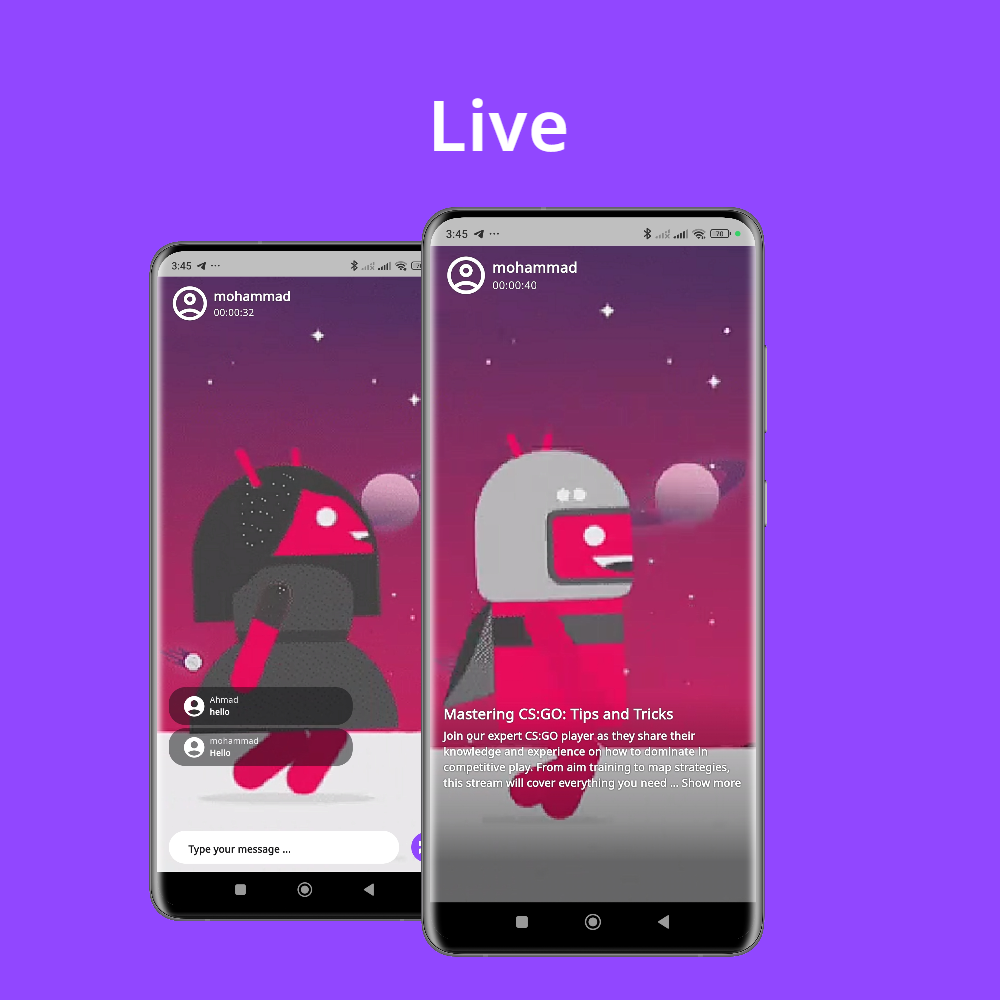 Live
3:45
mohammad
00:00:32
Ahmad
hello
mohammad
Hello
Type your message ...
3:45
70
mohammad
00:00:40
Mastering CS:GO: Tips and Tricks
Join our expert CS:GO player as they share their
knowledge and experience on how to dominate in
competitive play. From aim training to map strategies,
this stream will cover everything you need ... Show more